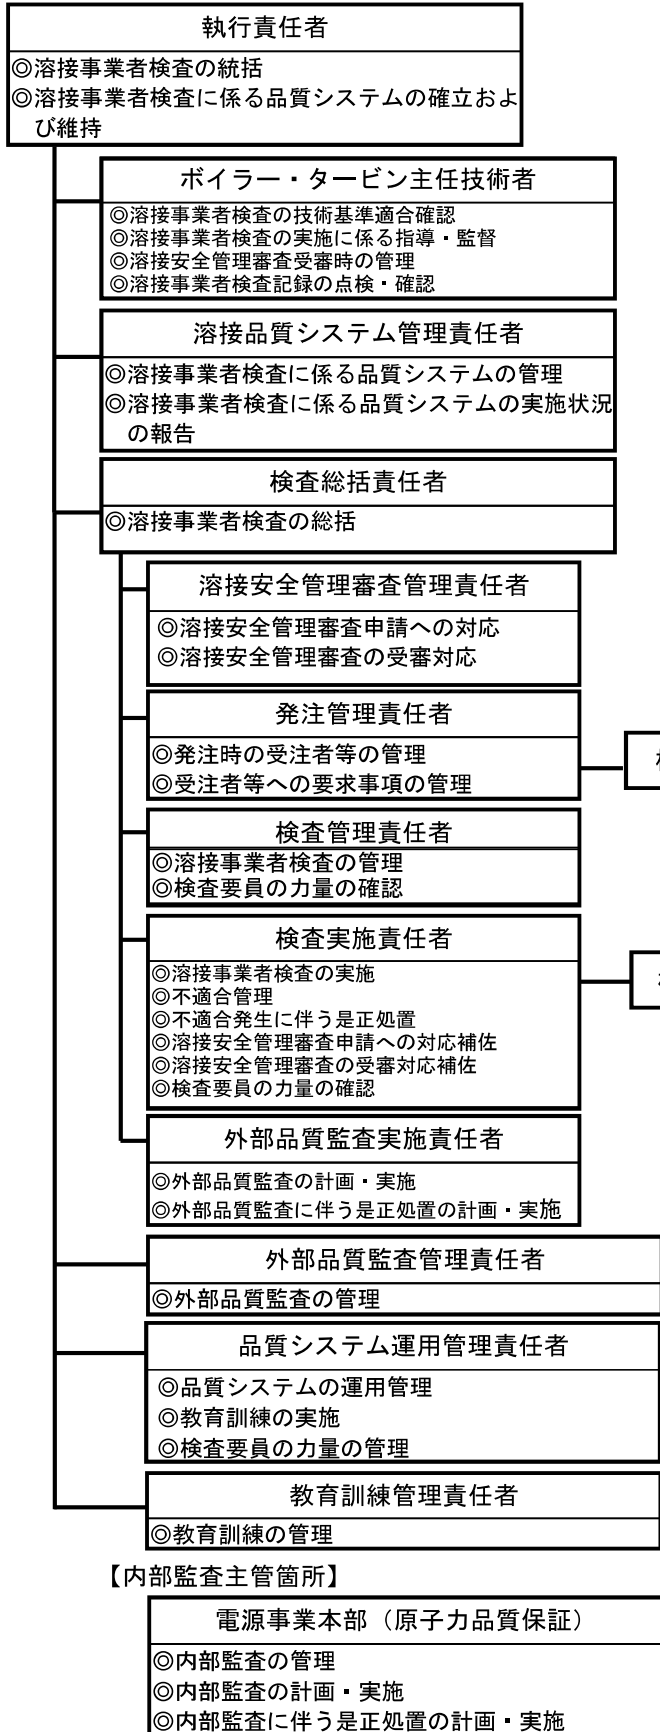 執行責任者
◎溶接事業者検査の統括
◎溶接事業者検査に係る品質システムの確立およ
び維持
ボイラー・タービン主任技術者
◎溶接事業者検査の技術基準適合確認
◎溶接事業者検査の実施に係る指導・監督
◎溶接安全管理審査受審時の管理
◎溶接事業者検査記録の点検・確認
溶接品質システム管理責任者
◎溶接事業者検査に係る品質システムの管理
◎溶接事業者検査に係る品質システムの実施状況
の報告
検査総括責任者
◎溶接事業者検査の総括
溶接安全管理審査管理責任者
◎溶接安全管理審査申請への対応
◎溶接安全管理審査の受審対応
発注管理責任者
◎発注時の受注者等の管理
◎受注者等への要求事項の管理
検査管理責任者
◎溶接事業者検査の管理
◎検査要員の力量の確認
検査実施責任者
◎溶接事業者検査の実施
◎不適合管理
◎不適合発生に伴う是正処置
◎溶接安全管理審査申請への対応補佐
◎溶接安全管理審査の受審対応補佐
◎検査要員の力量の確認
外部品質監査実施責任者
◎外部品質監査の計画・実施
◎外部品質監査に伴う是正処置の計画・実施
外部品質監査管理責任者
◎外部品質監査の管理
品質システム運用管理責任者
◎品質システムの運用管理
◎教育訓練の実施
◎検査要員の力量の管理
教育訓練管理責任者
◎教育訓練の管理
【内部監査主管箇所】
電源事業本部（原子力品質保証）
◎内部監査の管理
◎内部監査の計画・実施
◎内部監査に伴う是正処置の計画・実施